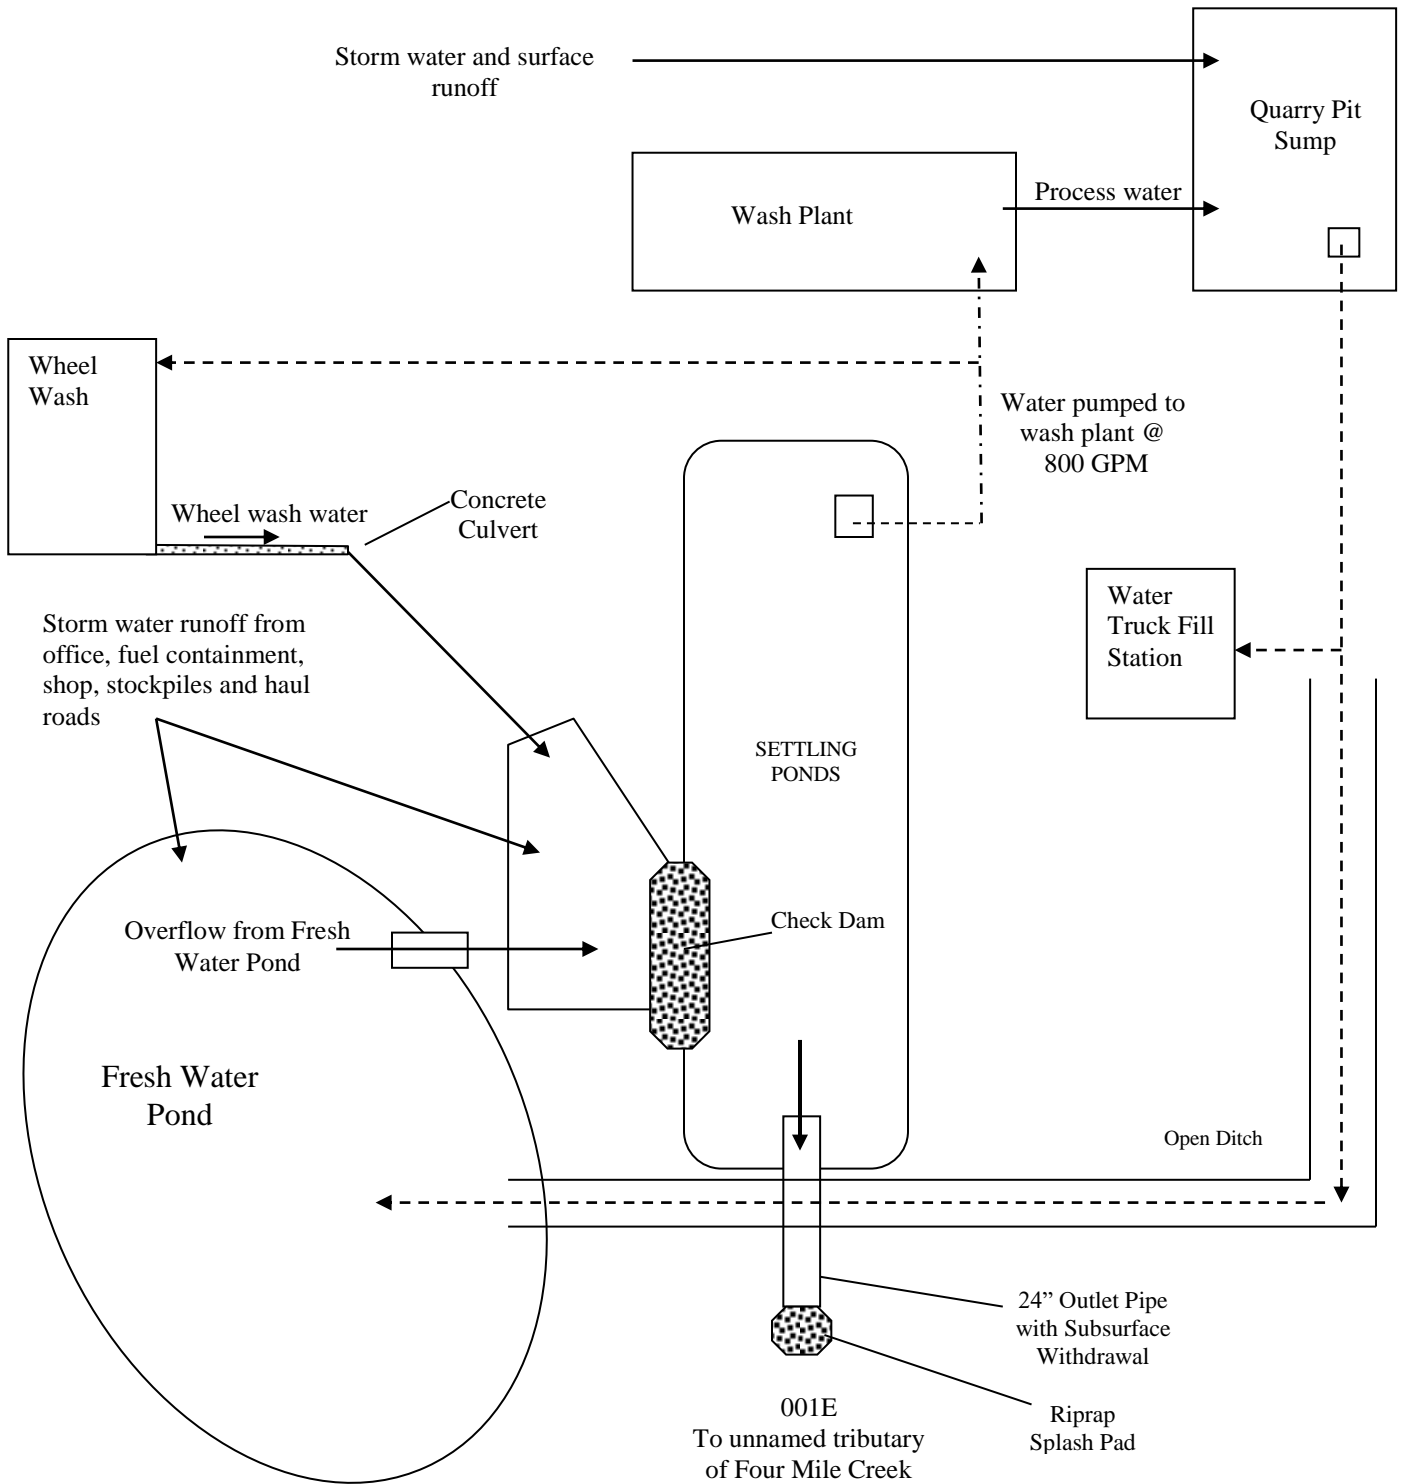 Storm water and surface
runoff
Quarry Pit
Sump
Wash Plant
Process water
Wheel
Wash
Water pumped to
wash plant @
800 GPM
Wheel wash water
Concrete
Culvert
Water
Truck Fill
Station
Storm water runoff from
office, fuel containment,
shop, stockpiles and haul
roads
SETTLING
PONDS
Check Dam
Overflow from Fresh
Water Pond
Fresh Water
Pond
Open Ditch
24” Outlet Pipe
with Subsurface
Withdrawal
Riprap
Splash Pad
001E
To unnamed tributary
of Four Mile Creek